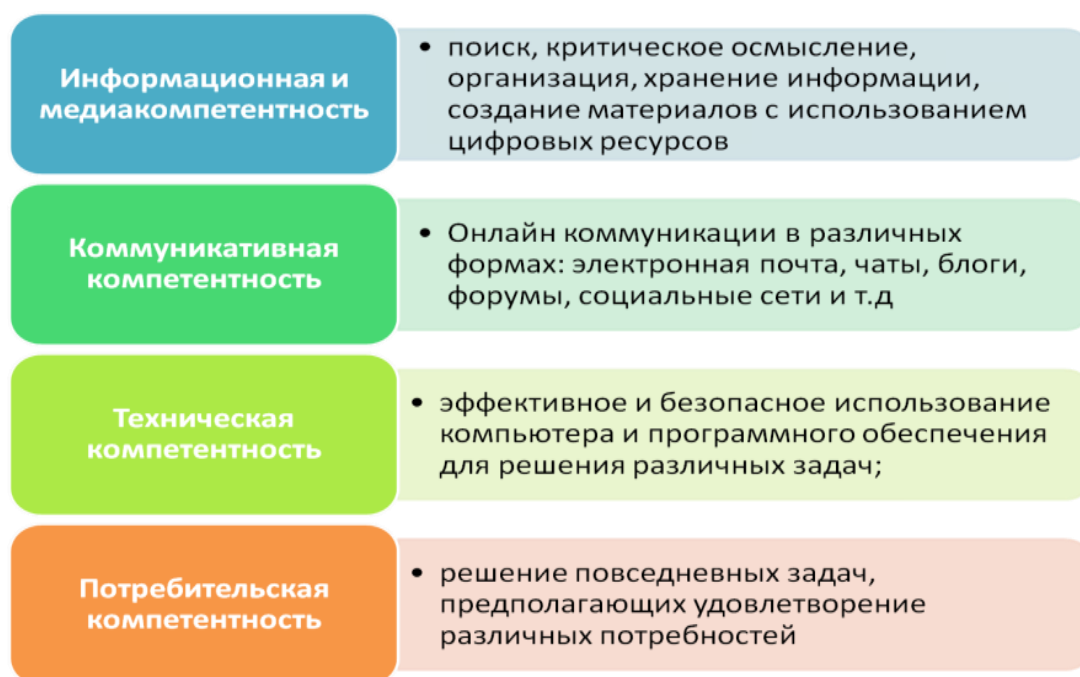 Информационная и
медиакомпетентность
• поиск, критическое осмысление,
организация, хранение информации,
создание материалов с использованием
цифровых ресурсов
Коммуникативная
компетентность
• Онлайн коммуникации в различных
формах: электронная почта, чаты, блоги,
форумы, социальные сети и т.д
Техническая
компетентность
• эффективное и безопасное использование
компьютера и программного обеспечения
для решения различных задач;
Потребительская
компетентность
• решение повседневных задач,
предполагающих удовлетворение
различных потребностей